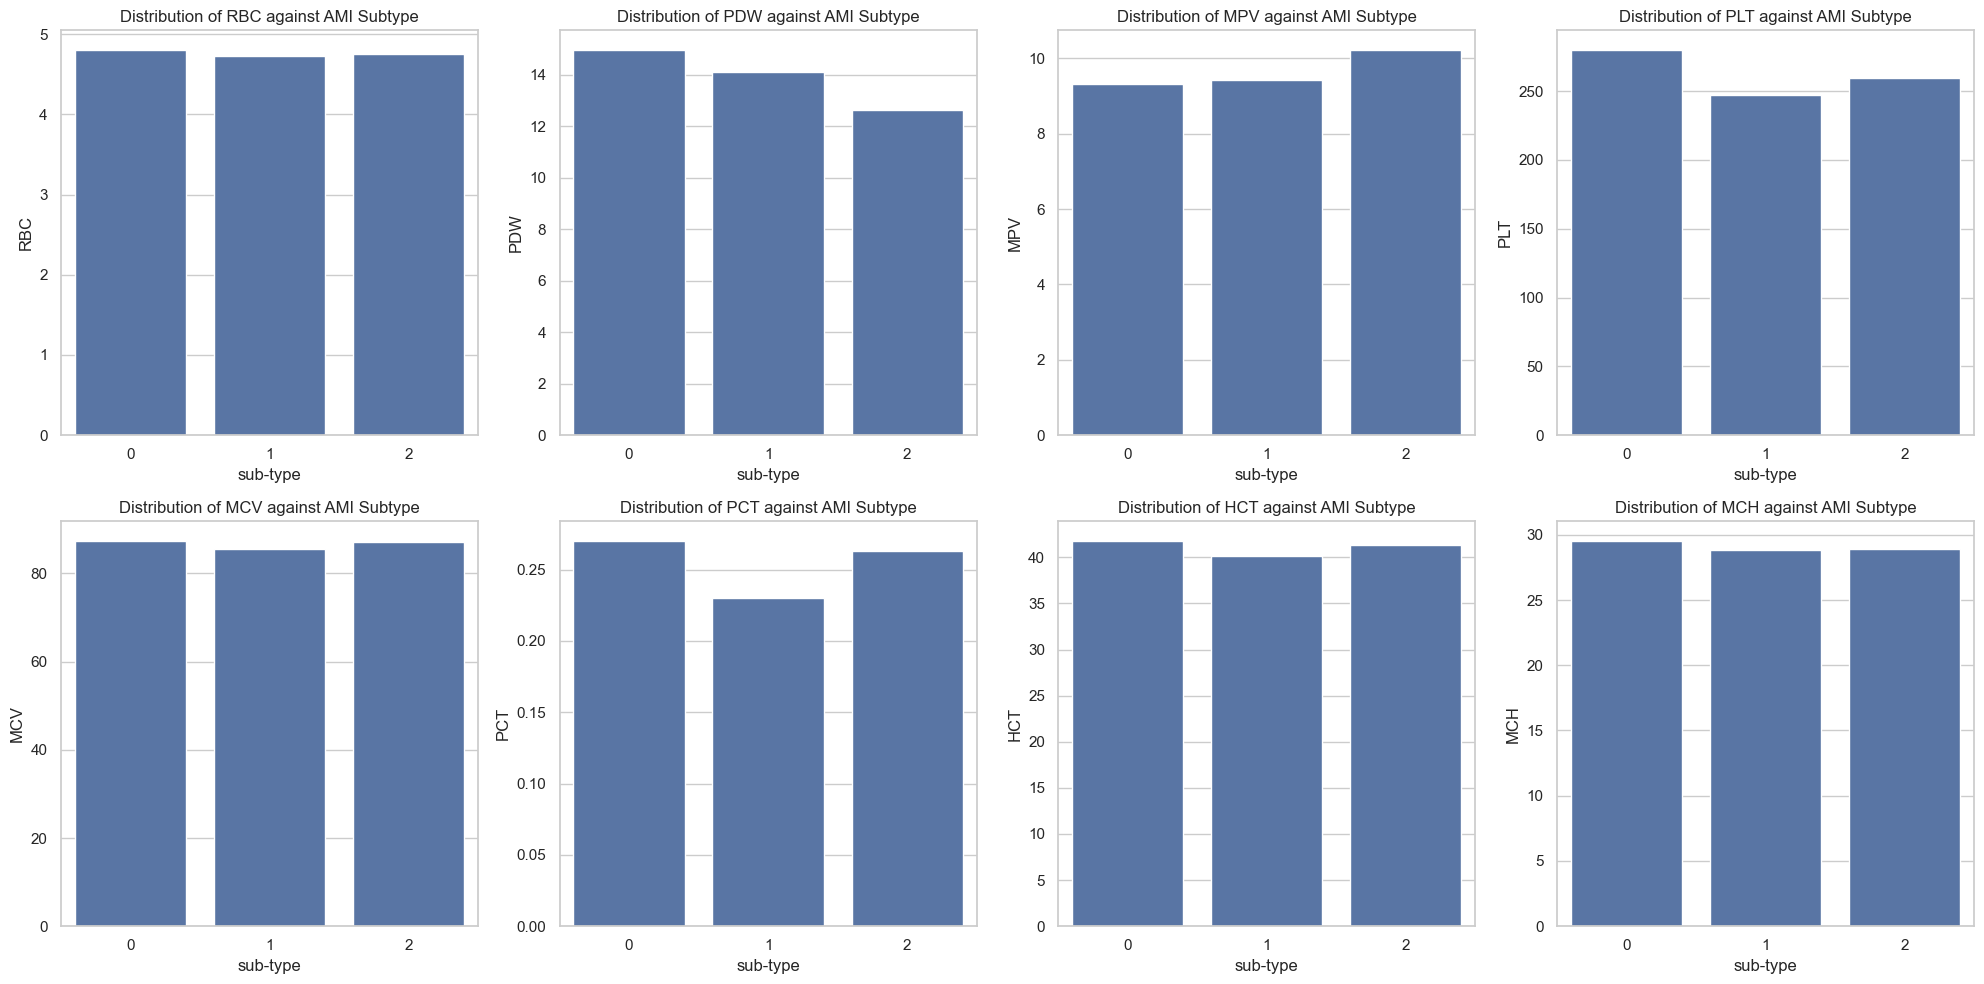 Distribution of RBC against AMI Subtype
RBC
5
4
3
2
1
0
0 1 2
sub-type
Distribution of PDW against AMI Subtype
PDW
14
12
10
8
6
4
2
0
0 1 2
sub-type
Distribution of MPV against AMI Subtype
MPV
10
8
6
4
2
0
0 1 2
sub-type
Distribution of PLT against AMI Subtype
PLT
250
200
150
100
50
0
0 1 2
sub-type
Distribution of MCV against AMI Subtype
MCV
80
60
40
20
0
0 1 2
sub-type
Distribution of PCT against AMI Subtype
PCT
0.25
0.20
0.15
0.10
0.05
0.00
0 1 2
sub-type
Distribution of HCT against AMI Subtype
HCT
40
35
30
25
20
15
10
5
0
0 1 2
sub-type
Distribution of MCH against AMI Subtype
MCH
30
25
20
15
10
5
0
0 1 2
sub-type